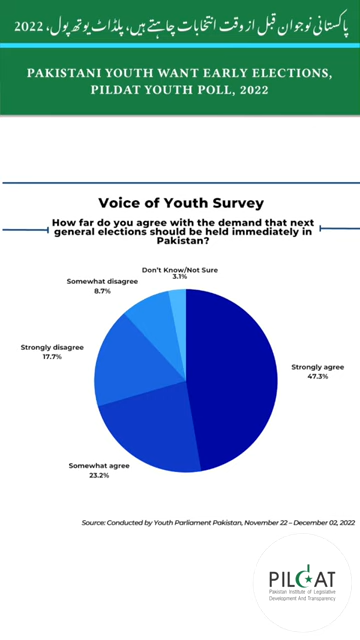 پاکستانی نوجوان قبل از وقت انتخابات چاہتے ہیں، پلڈاٹ یوتھ پول، 2022
PAKISTANI YOUTH WANT EARLY ELECTIONS,
PILDAT YOUTH POLL, 2022
Voice of Youth Survey
How far do you agree with the demand that next
general elections should be held immediately in
Pakistan?
Don't Know/Not Sure
3.1%
Somewhat disagree
8.7%
Strongly disagree
17.7%
Strongly agree
47.3%
Somewhat agree
23.2%
Source: Conducted by Youth Parliament Pakistan, November 22 – December 02, 2022
PILDAT
Pakistan Institute of Legislative
Development And Transparency